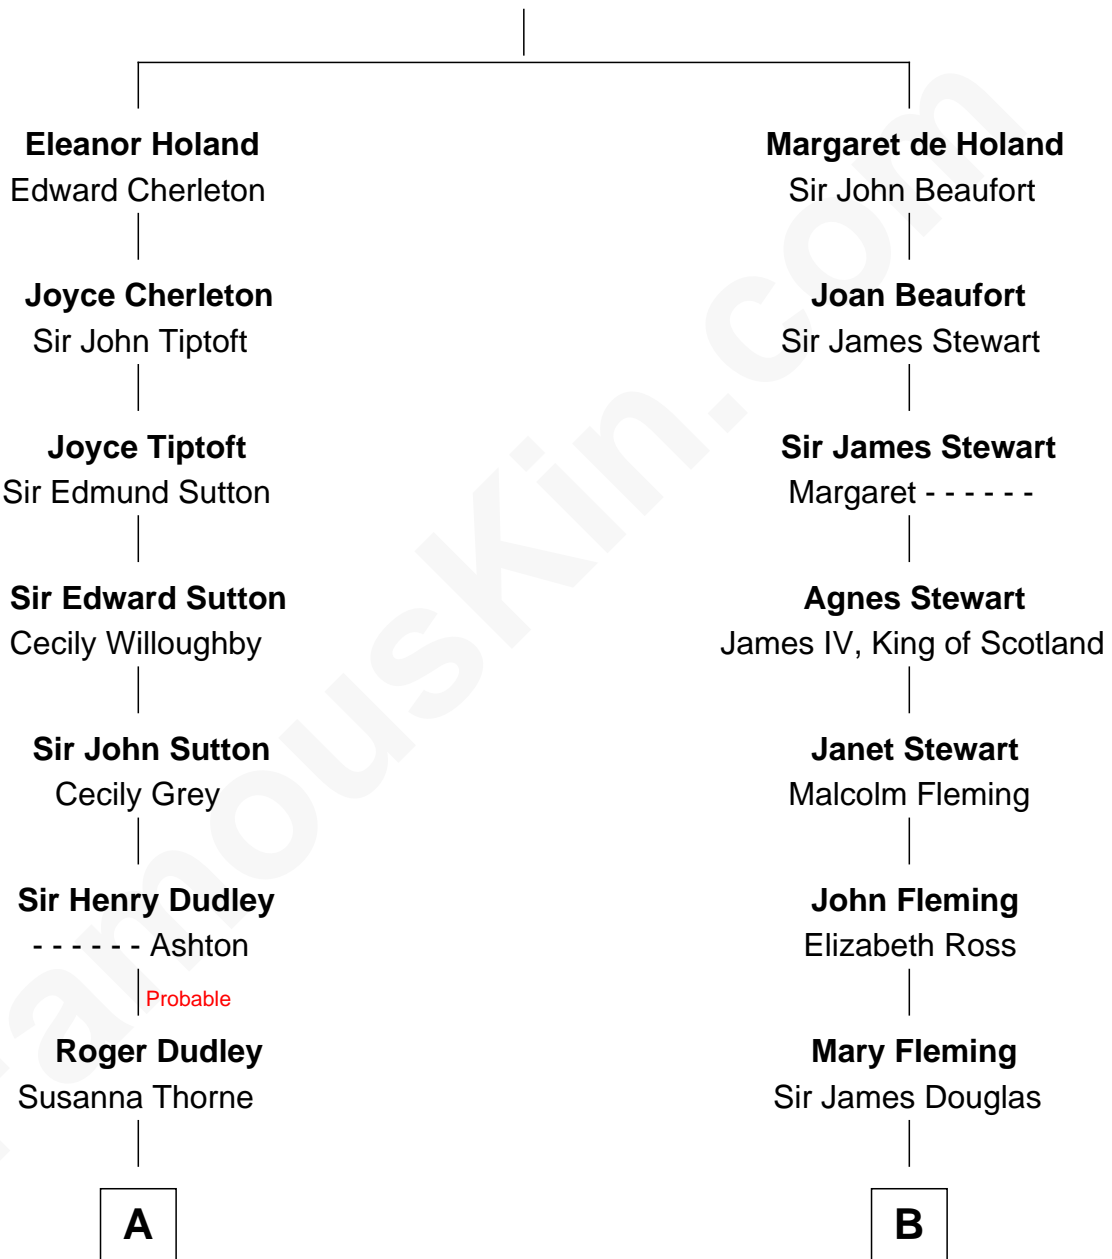 Eleanor Holand
Edward Cherleton
Joyce Cherleton
Sir John Tiptoft
Joyce Tiptoft
Sir Edmund Sutton
Sir Edward Sutton
Cecily Willoughby
Sir John Sutton
Cecily Grey
Sir Henry Dudley
- - - - - - Ashton
Probable
Roger Dudley
Susanna Thorne
A
Margaret de Holand
Sir John Beaufort
Joan Beaufort
Sir James Stewart
Sir James Stewart
Margaret - - - - - -
Agnes Stewart
James IV, King of Scotland
Janet Stewart
Malcolm Fleming
John Fleming
Elizabeth Ross
Mary Fleming
Sir James Douglas
B
FamousKin.com